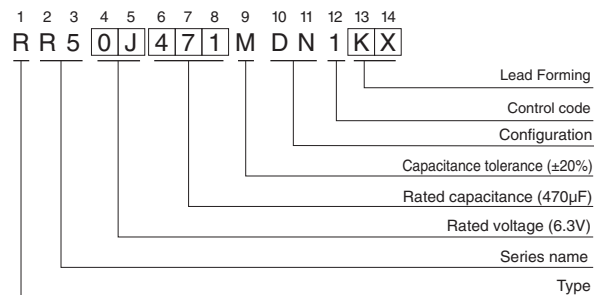 1 2 3 4 5 6 7 8 9 10 11 12 13 14
R R 5 0 J 4 7 1 M D N 1 K X
Lead Forming
Control code
Configuration
Capacitance tolerance (±20%)
Rated capacitance (470µF)
Rated voltage (6.3V)
Series name
Type